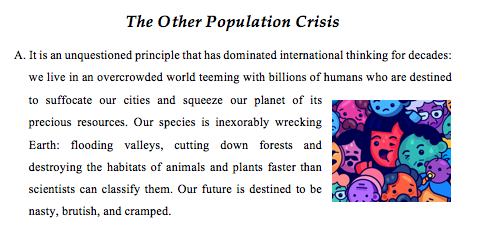 The Other Population Crisis
A. It is an unquestioned principle that has dominated international thinking for decades:
we live in an overcrowded world teeming with billions of humans who are destined
to suffocate our cities and squeeze our planet of its
precious resources. Our species is inexorably wrecking
Earth: flooding valleys, cutting down forests and
destroying the habitats of animals and plants faster than
scientists can classify them. Our future is destined to be
nasty, brutish, and cramped.